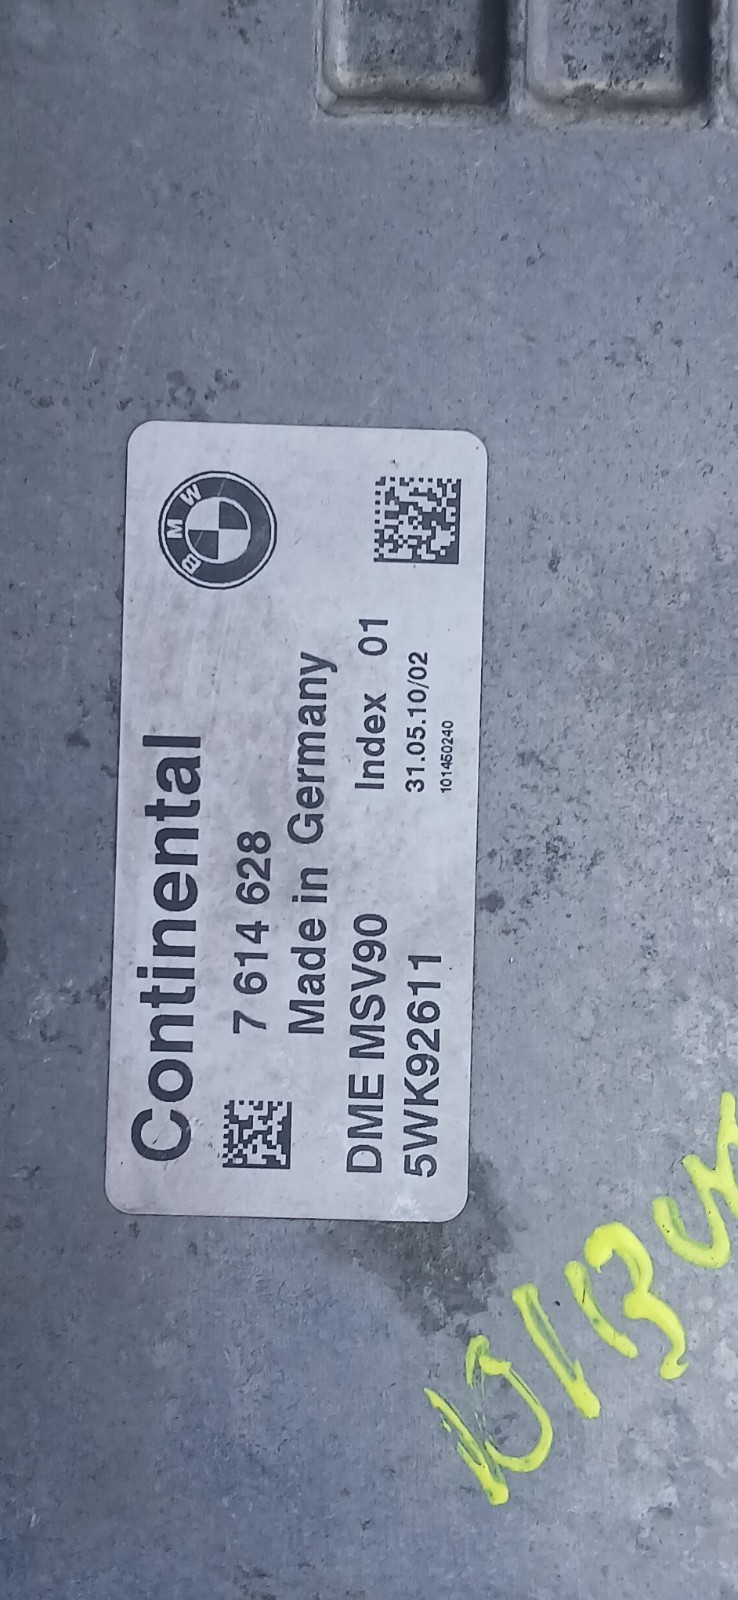 Continental
BMW
7 614 628
Made in Germany
DME MSV90 Index 01
5WK92611 31.05.10/02
101450240